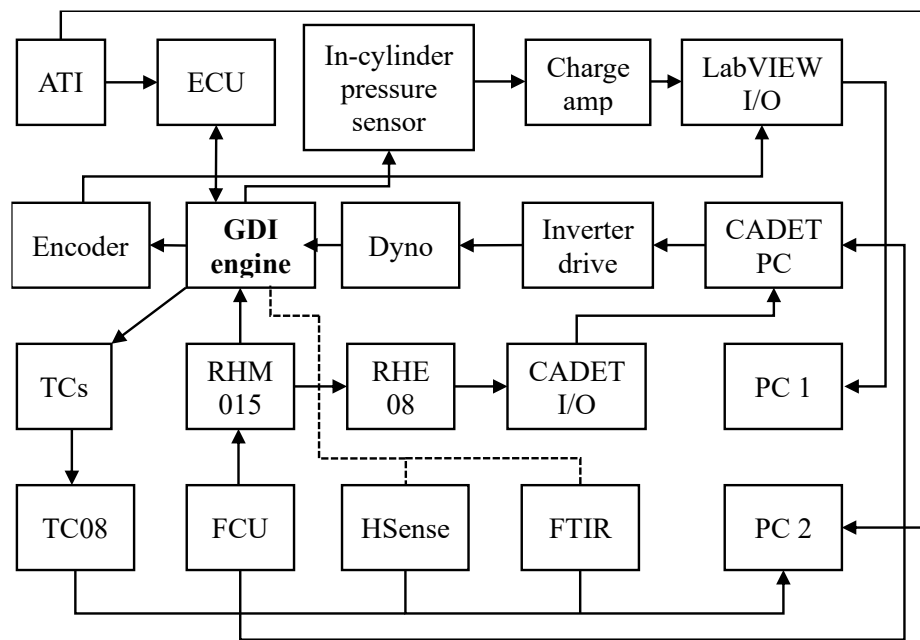 ATI
ECU
In-cylinder
pressure
sensor
Charge
amp
LabVIEW
I/O
Encoder
GDI
engine
Dyno
Inverter
drive
CADET
PC
TCs
RHM
015
RHE
08
CADET
I/O
PC 1
TC08
FCU
HSense
FTIR
PC 2